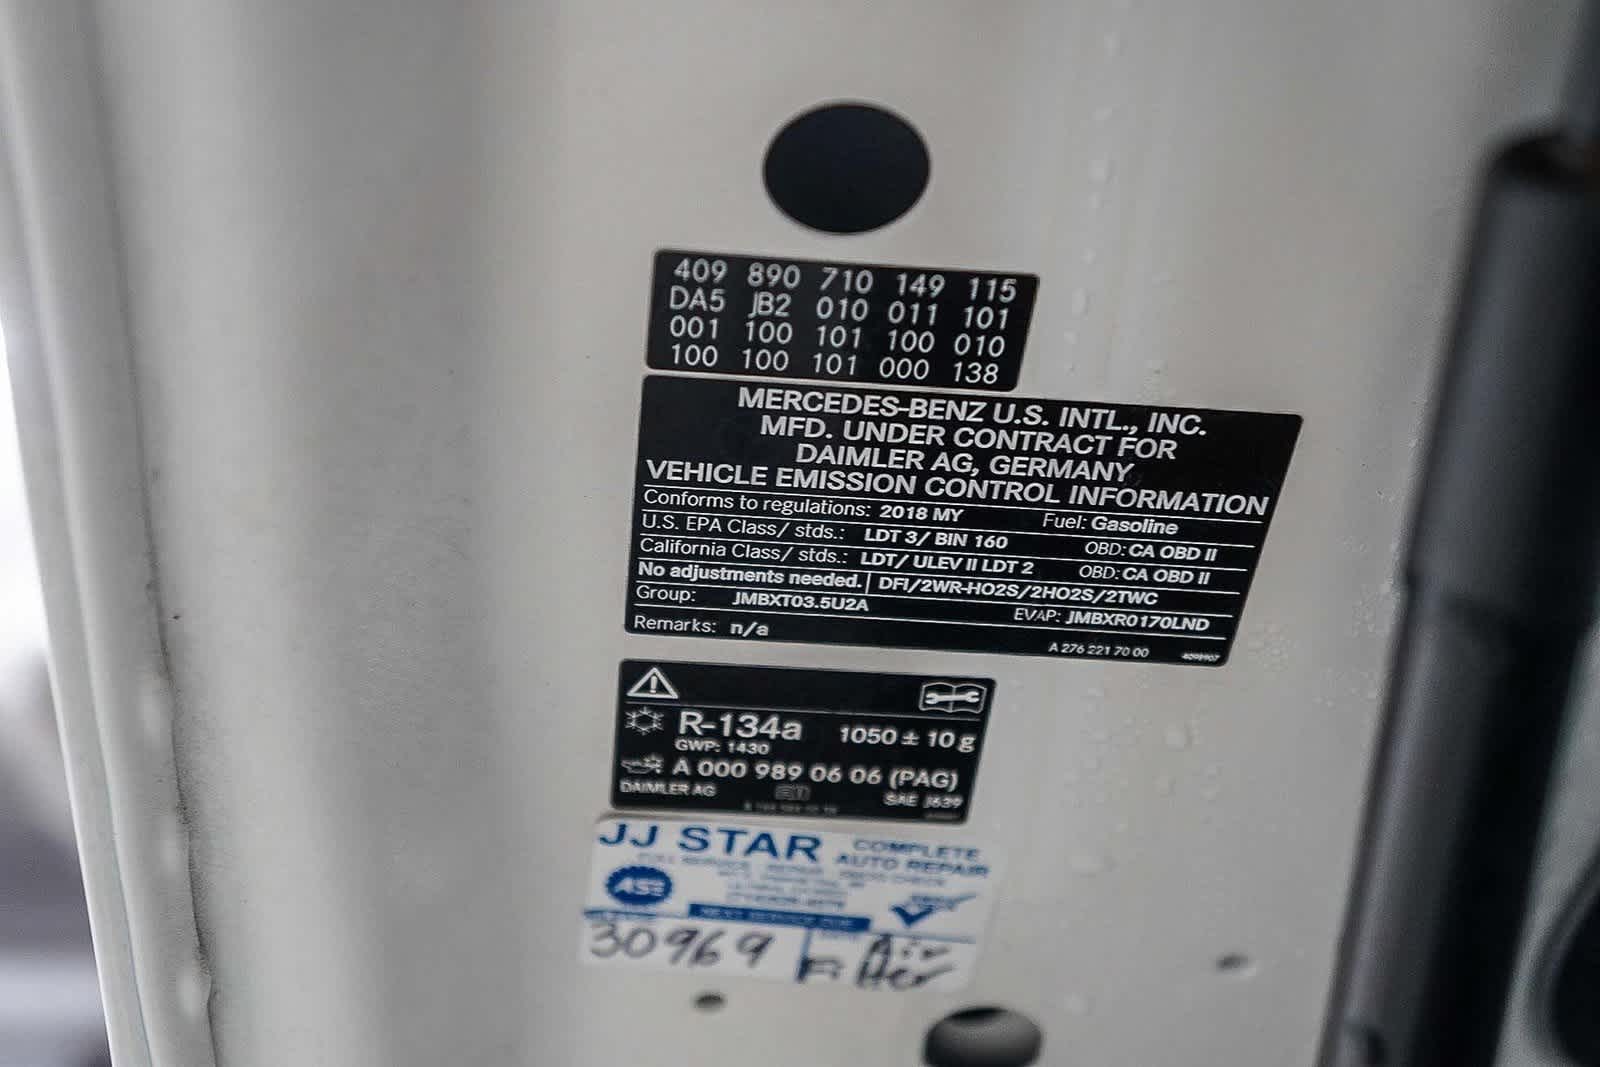 409 890 710 149 115
DA5 JB2 010 011 101
001 100 101 100 010
100 100 101 000 138
MERCEDES-BENZ U.S. INTL., INC.
MFD. UNDER CONTRACT FOR
DAIMLER AG, GERMANY
VEHICLE EMISSION CONTROL INFORMATION
Conforms to regulations: 2018 MY Fuel: Gasoline
U.S. EPA Class/ stds.: LDT 3/ BIN 160 OBD: CA OBD II
California Class/ stds.: LDT/ ULEV II LDT 2 OBD: CA OBD II
No adjustments needed. DFI/2WR-HO2S/2HO2S/2TWC
Group: JMBXT03.5U2A EVAP: JMBXR0170LND
Remarks: n/a
A 276 221 70 00
R-134a 1050 ± 10 g
GWP: 1430
A 000 989 06 06 (PAG)
DAIMLER AG SAE J639
JJ STAR COMPLETE
AUTO REPAIR
ASE
NEXT SERVICE DUE
30969 Air
Filter